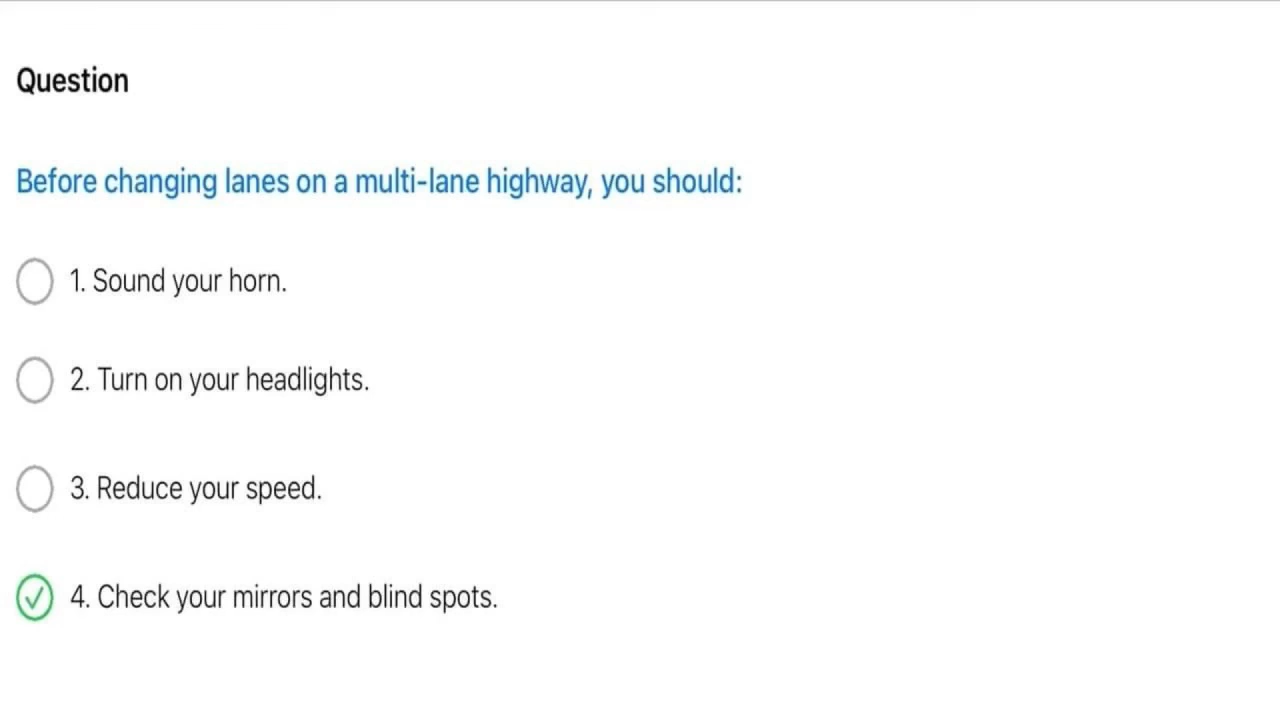 Question
Before changing lanes on a multi-lane highway, you should:
1. Sound your horn.
2. Turn on your headlights.
3. Reduce your speed.
4. Check your mirrors and blind spots.